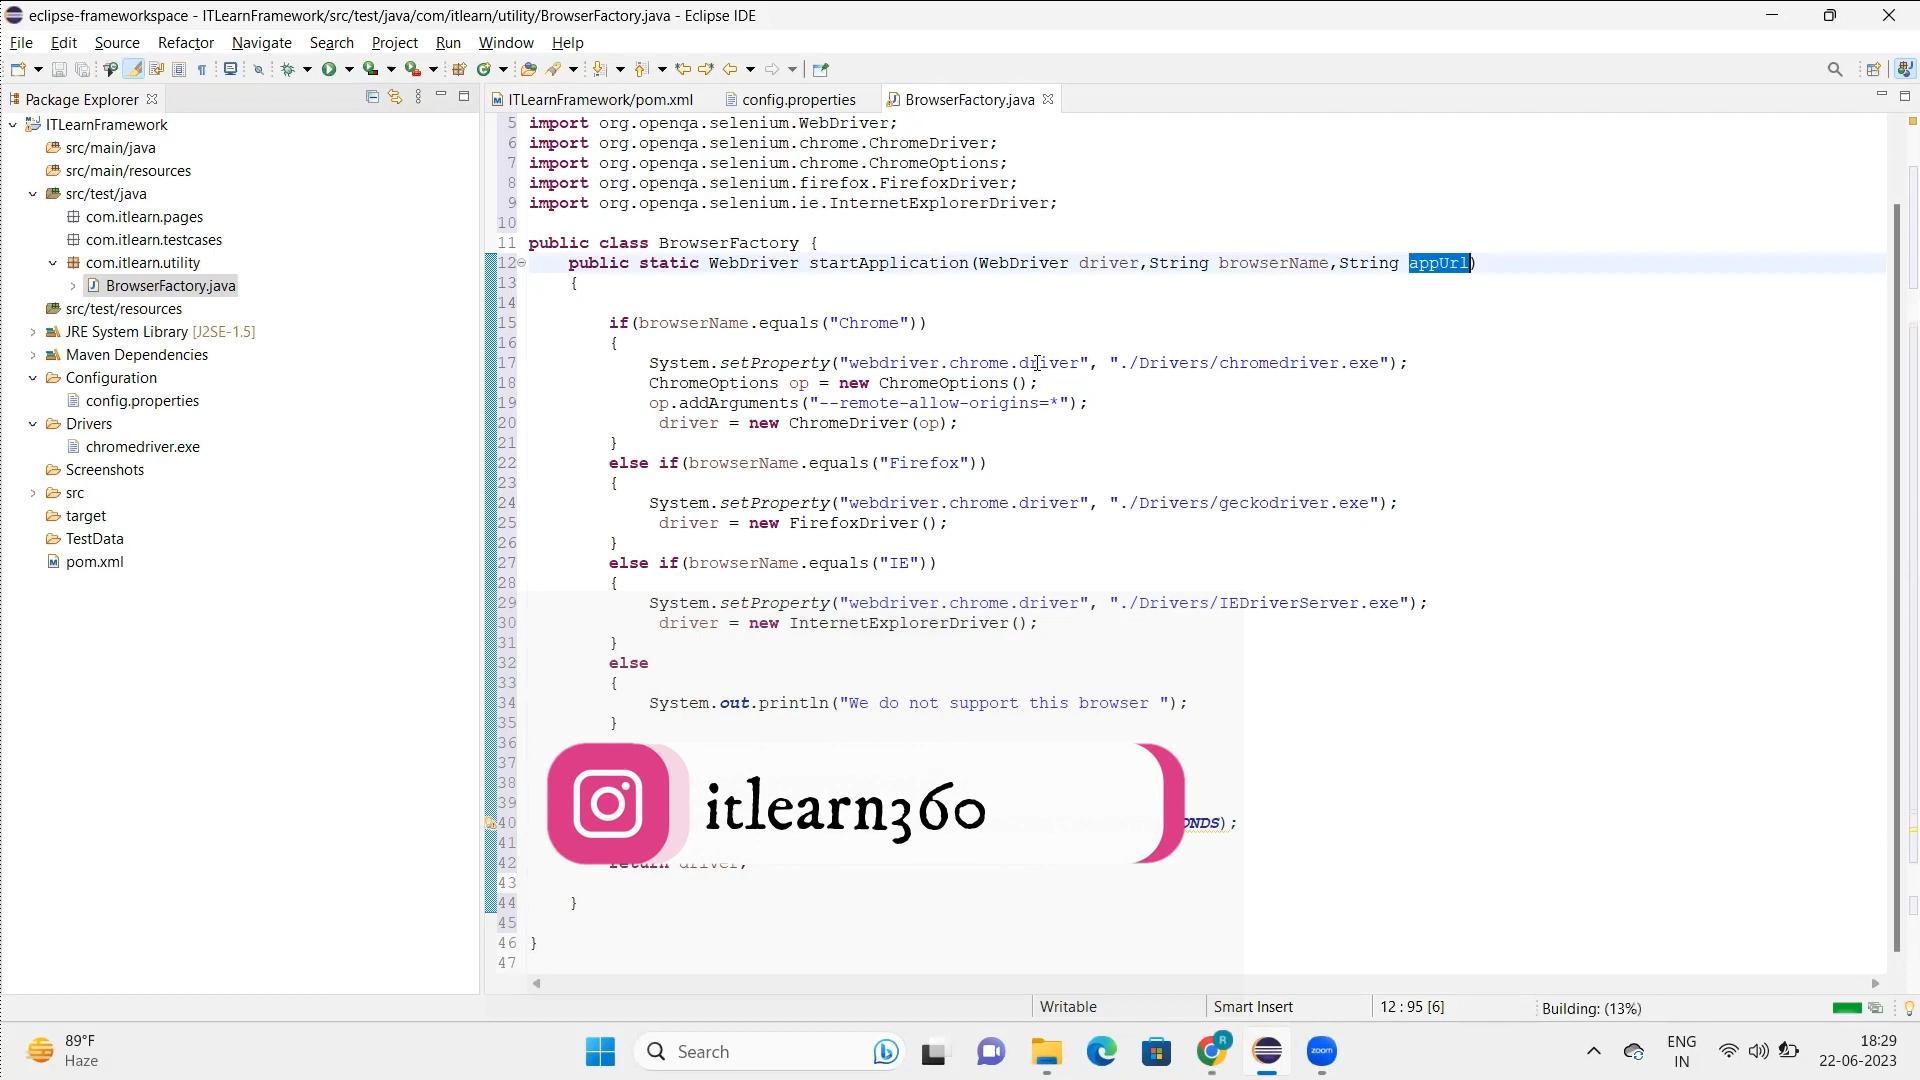 eclipse-frameworkspace - ITLearnFramework/src/test/java/com/itlearn/utility/BrowserFactory.java - Eclipse IDE
File Edit Source Refactor Navigate Search Project Run Window Help
Package Explorer
ITLearnFramework/pom.xml config.properties BrowserFactory.java
ITLearnFramework
src/main/java
src/main/resources
src/test/java
com.itlearn.pages
com.itlearn.testcases
com.itlearn.utility
BrowserFactory.java
src/test/resources
JRE System Library [J2SE-1.5]
Maven Dependencies
Configuration
config.properties
Drivers
chromedriver.exe
Screenshots
src
target
TestData
pom.xml
5 import org.openqa.selenium.WebDriver;
6 import org.openqa.selenium.chrome.ChromeDriver;
7 import org.openqa.selenium.chrome.ChromeOptions;
8 import org.openqa.selenium.firefox.FirefoxDriver;
9 import org.openqa.selenium.ie.InternetExplorerDriver;
10
11 public class BrowserFactory {
12 public static WebDriver startApplication(WebDriver driver,String browserName,String appUrl)
13 {
14
15 if(browserName.equals("Chrome"))
16 {
17 System.setProperty("webdriver.chrome.driver", "./Drivers/chromedriver.exe");
18 ChromeOptions op = new ChromeOptions();
19 op.addArguments("--remote-allow-origins=*");
20 driver = new ChromeDriver(op);
21 }
22 else if(browserName.equals("Firefox"))
23 {
24 System.setProperty("webdriver.chrome.driver", "./Drivers/geckodriver.exe");
25 driver = new FirefoxDriver();
26 }
27 else if(browserName.equals("IE"))
28 {
29 System.setProperty("webdriver.chrome.driver", "./Drivers/IEDriverServer.exe");
30 driver = new InternetExplorerDriver();
31 }
32 else
33 {
34 System.out.println("We do not support this browser ");
35 }
36
37
38
39
40 ONDS);
41
42 return driver;
43
44 }
45
46 }
47
itlearn360
Writable Smart Insert 12 : 95 [6] Building: (13%)
89°F
Haze
Search
zoom
R
ENG
IN
18:29
22-06-2023